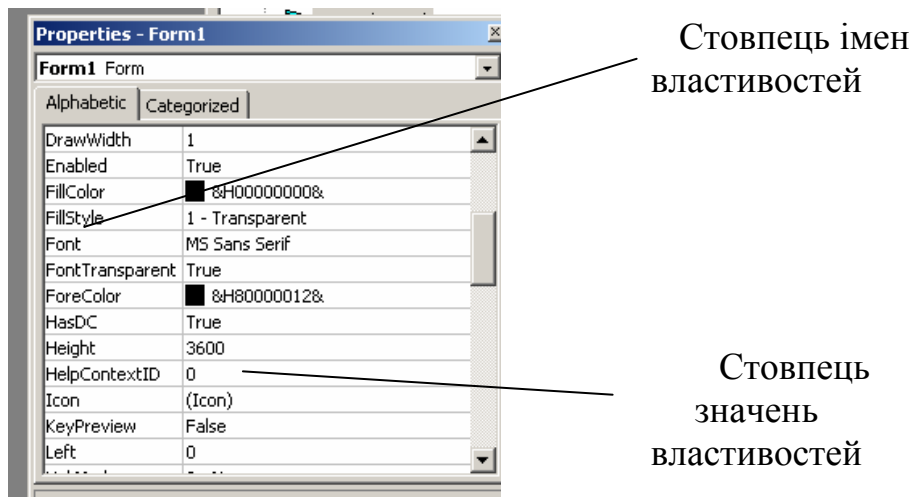 Properties - Form1
Form1 Form
Alphabetic Categorized
DrawWidth 1
Enabled True
FillColor &H00000000&
FillStyle 1 - Transparent
Font MS Sans Serif
FontTransparent True
ForeColor &H80000012&
HasDC True
Height 3600
HelpContextID 0
Icon (Icon)
KeyPreview False
Left 0
Стовпець імен
властивостей
Стовпець
значень
властивостей